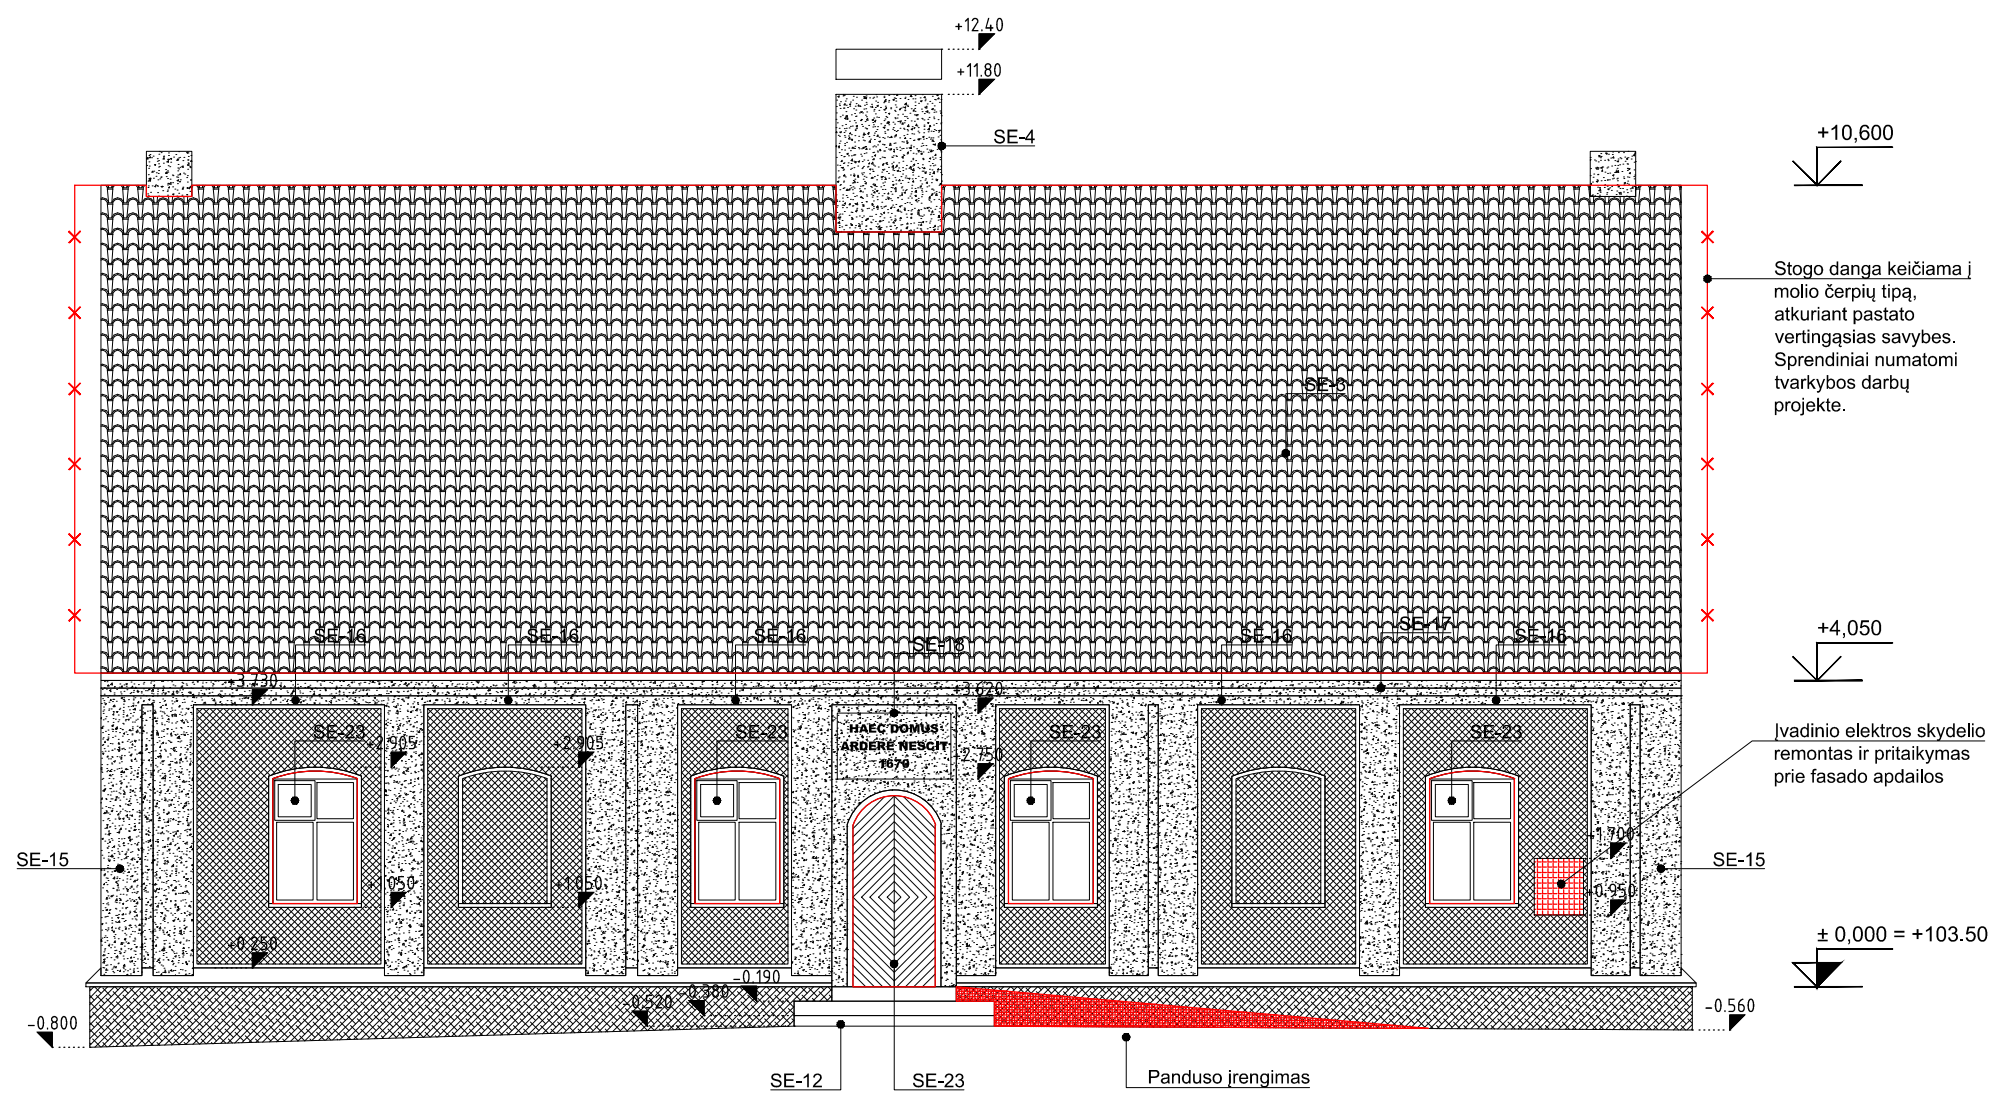 +12.40
+11.80
SE-4
+10,600
Stogo danga keičiama į
molio čerpių tipą,
atkuriant pastato
vertingąsias savybes.
Sprendiniai numatomi
tvarkybos darbų
projekte.
SE-3
SE-16
SE-16
SE-16
SE-18
SE-16
SE-17
SE-16
+4,050
+3.730
+3.620
HAEC DOMUS
ARDERE NESCIT
1670
SE-23
+2.905
+2.905
SE-23
SE-23
SE-23
+2.750
Įvadinio elektros skydelio
remontas ir pritaikymas
prie fasado apdailos
+1.700
SE-15
SE-15
+1.050
+1.050
+0.950
+0.250
± 0,000 = +103.50
-0.190
-0.380
-0.520
-0.800
-0.560
SE-12
SE-23
Panduso įrengimas